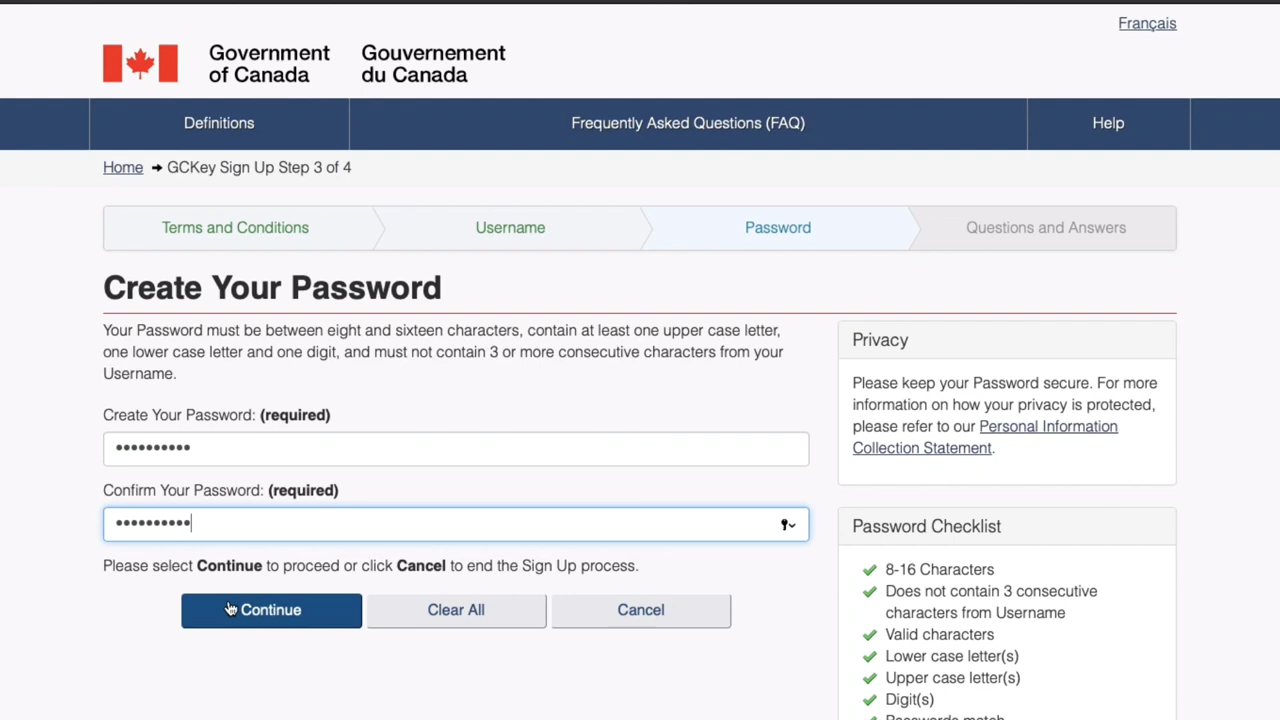 Français
Government
of Canada
Gouvernement
du Canada
Definitions
Frequently Asked Questions (FAQ)
Help
Home ➔ GCKey Sign Up Step 3 of 4
Terms and Conditions
Username
Password
Questions and Answers
Create Your Password
Your Password must be between eight and sixteen characters, contain at least one upper case letter,
one lower case letter and one digit, and must not contain 3 or more consecutive characters from your
Username.
Create Your Password: (required)
••••••••••
Confirm Your Password: (required)
••••••••••
Please select Continue to proceed or click Cancel to end the Sign Up process.
Continue
Clear All
Cancel
Privacy
Please keep your Password secure. For more
information on how your privacy is protected,
please refer to our Personal Information
Collection Statement.
Password Checklist
8-16 Characters
Does not contain 3 consecutive
characters from Username
Valid characters
Lower case letter(s)
Upper case letter(s)
Digit(s)
Passwords match